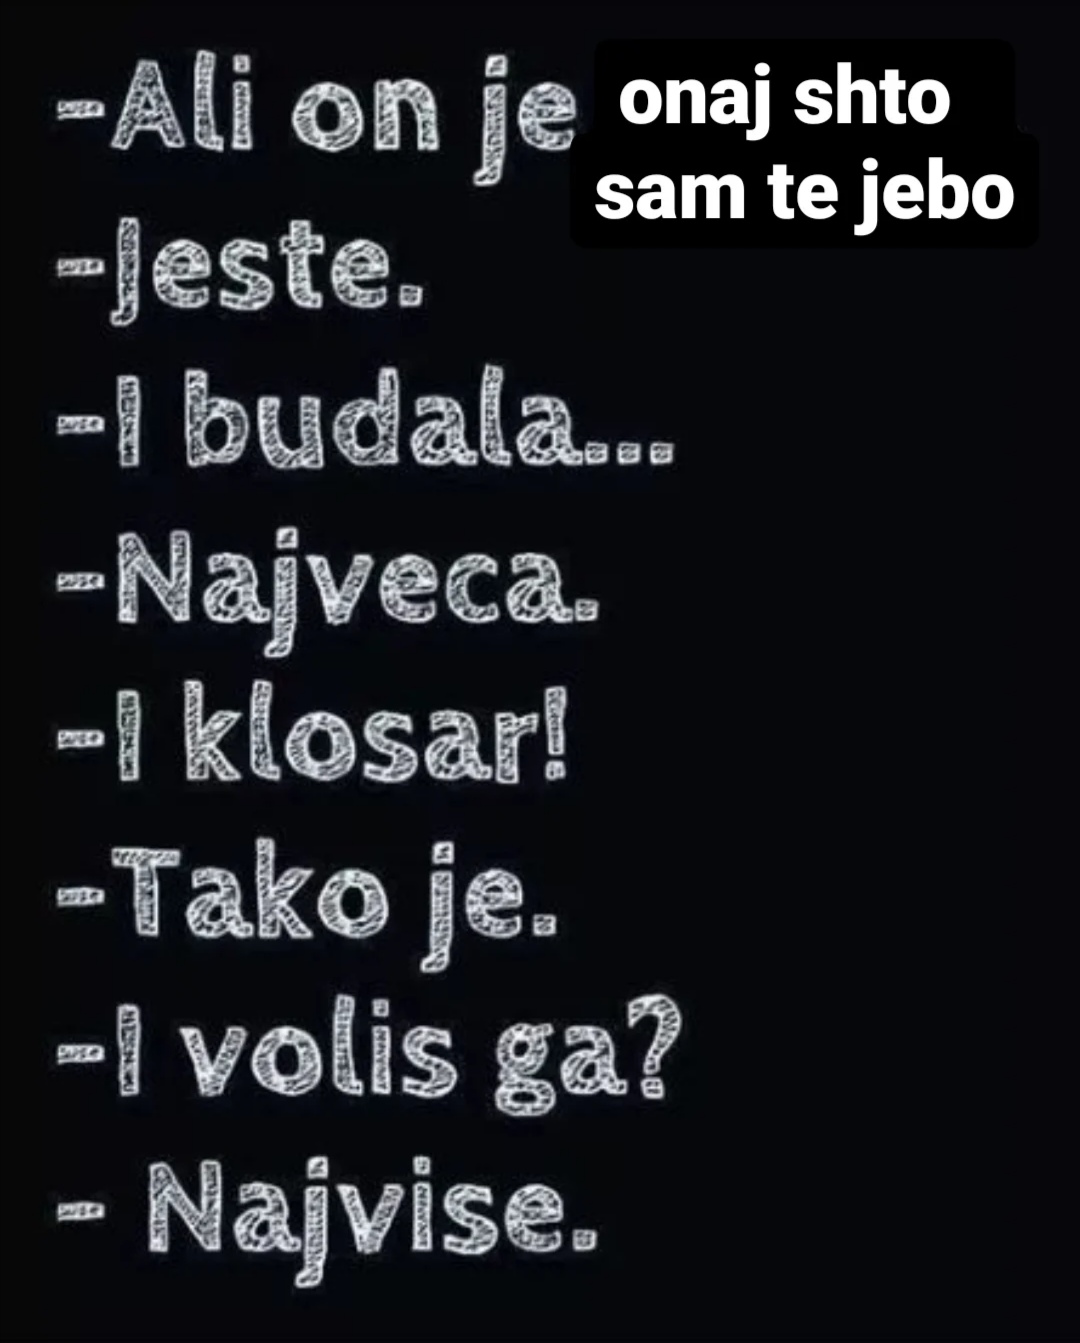 -Ali on je onaj shto
sam te jebo
-Jeste.
-I budala...
-Najveca.
-I klosar!
-Tako je.
-I volis ga?
- Najvise.